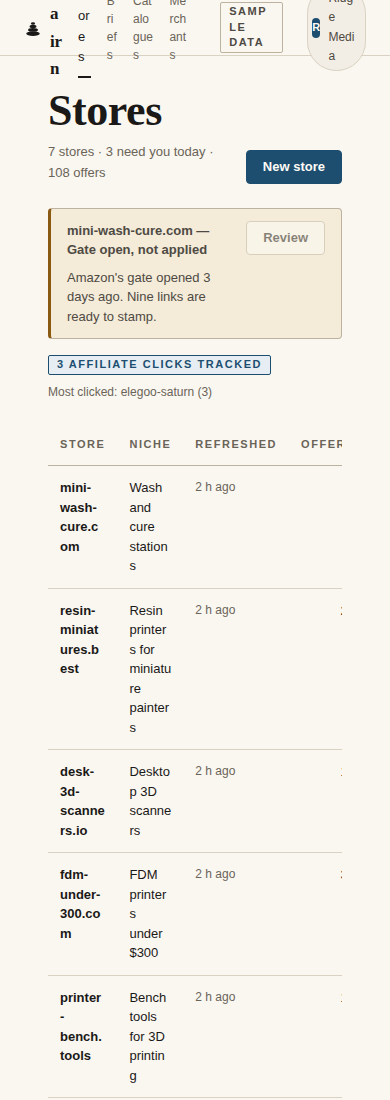 a
ir
n
or
e
s
ri
ef
s
Cat
alo
gue
s
Me
rch
ant
s
SAMP
LE
DATA
R
e
Medi
a
Stores
7 stores · 3 need you today ·
108 offers
New store
mini-wash-cure.com —
Gate open, not applied
Review
Amazon's gate opened 3
days ago. Nine links are
ready to stamp.
3 AFFILIATE CLICKS TRACKED
Most clicked: elegoo-saturn (3)
STORE NICHE REFRESHED OFFER
mini-
wash-
cure.c
om
Wash
and
cure
station
s
2 h ago
resin-
miniat
ures.b
est
Resin
printer
s for
miniatu
re
painter
s
2 h ago
desk-
3d-
scanne
rs.io
Deskto
p 3D
scanne
rs
2 h ago
fdm-
under-
300.co
m
FDM
printer
s
under
$300
2 h ago
printer
-
bench.
tools
Bench
tools
for 3D
printin
g
2 h ago